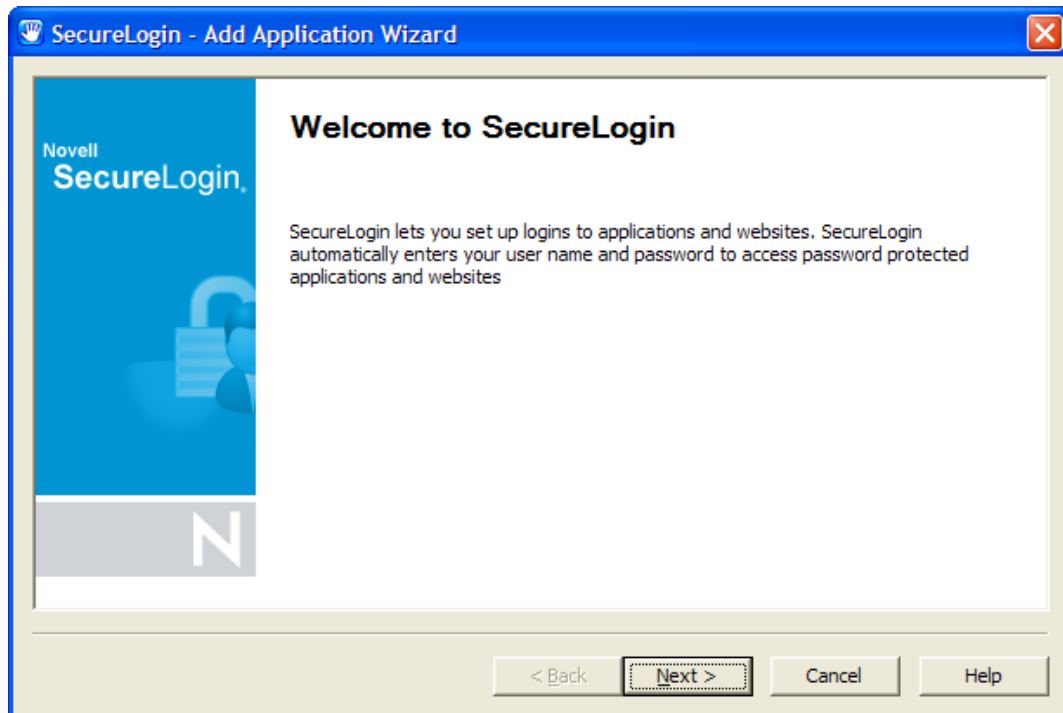 SecureLogin - Add Application Wizard
Novell
SecureLogin®
Welcome to SecureLogin
SecureLogin lets you set up logins to applications and websites. SecureLogin
automatically enters your user name and password to access password protected
applications and websites
N
< Back
Next >
Cancel
Help